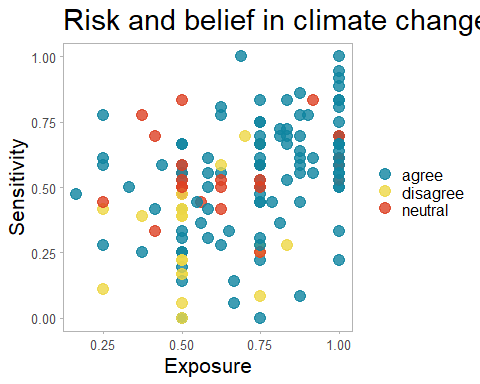 Risk and belief in climate change
1.00
0.75
0.50
0.25
0.00
Sensitivity
0.25 0.50 0.75 1.00
Exposure
agree
disagree
neutral